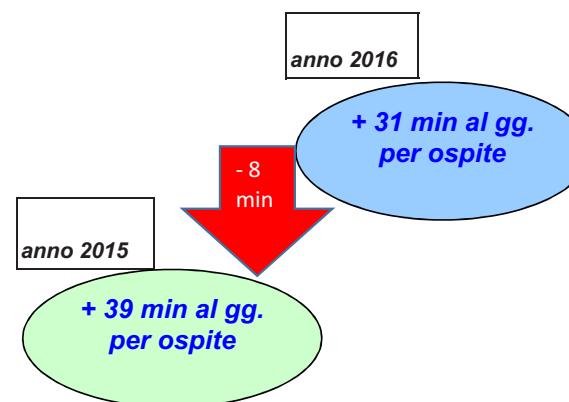 anno 2016
+ 31 min al gg.
per ospite
- 8
min
anno 2015
+ 39 min al gg.
per ospite